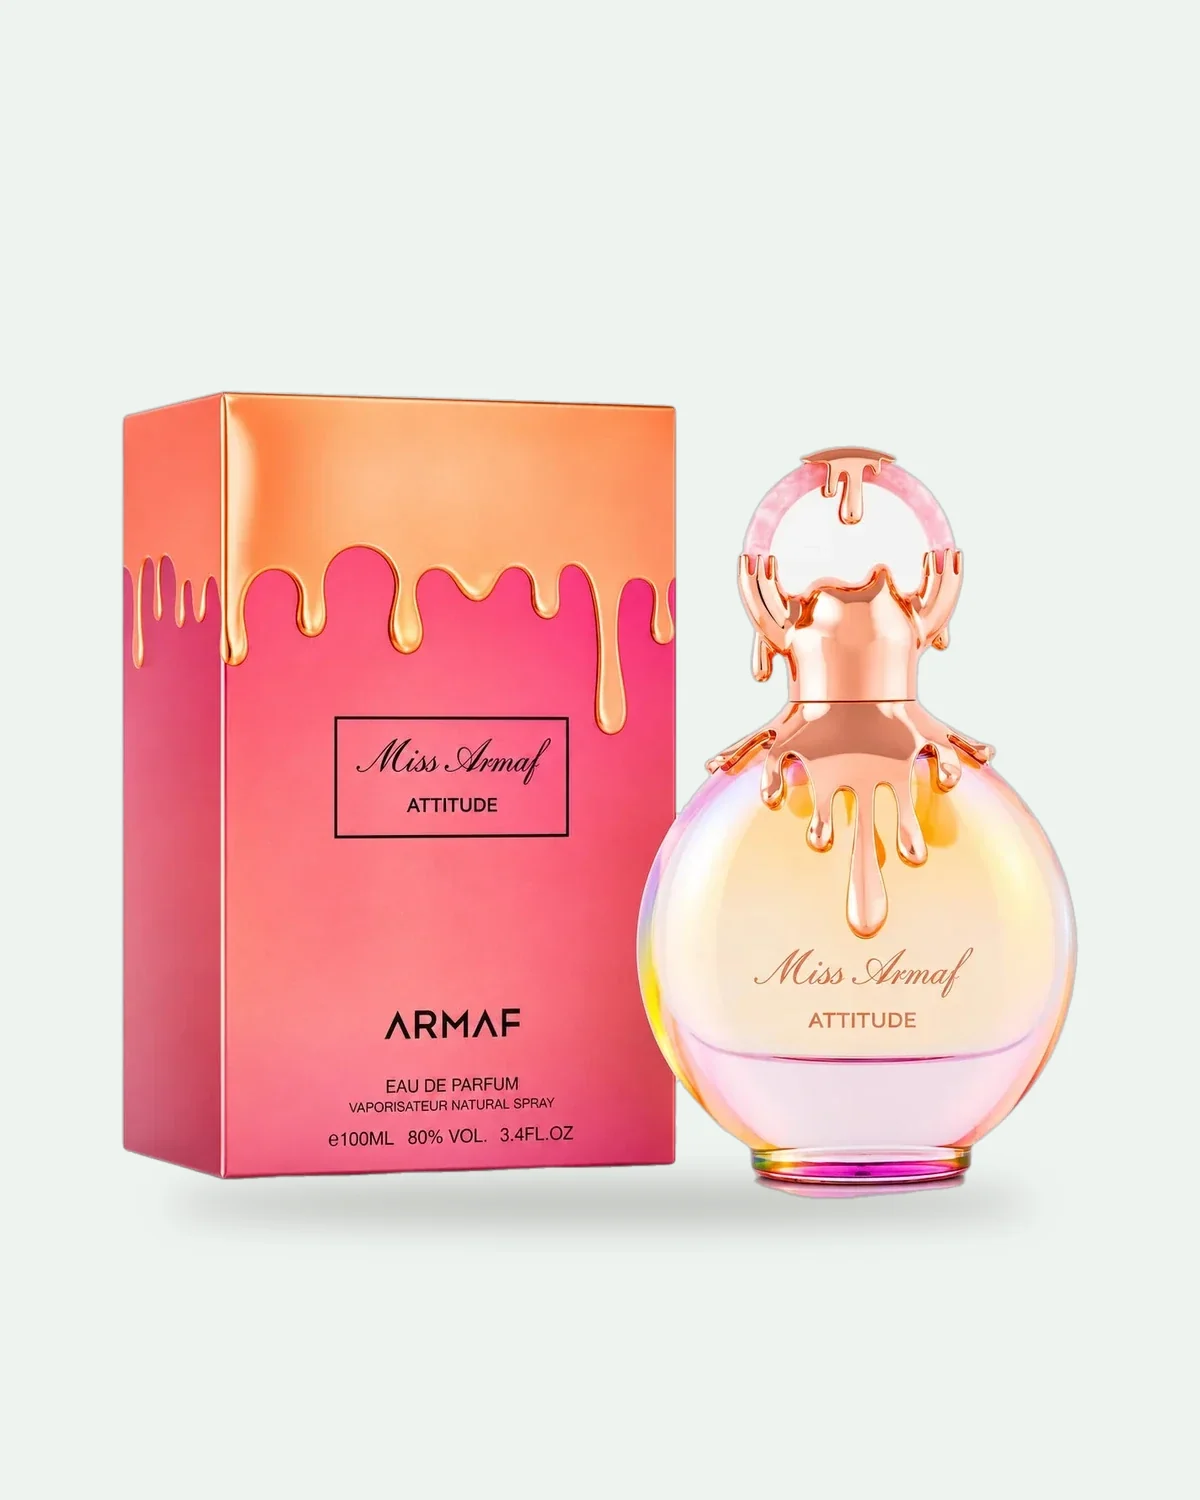 Miss Armaf
ATTITUDE
ARMAF
EAU DE PARFUM
VAPORISATEUR NATURAL SPRAY
e100ML 80% VOL. 3.4FL.OZ
Miss Armaf
ATTITUDE